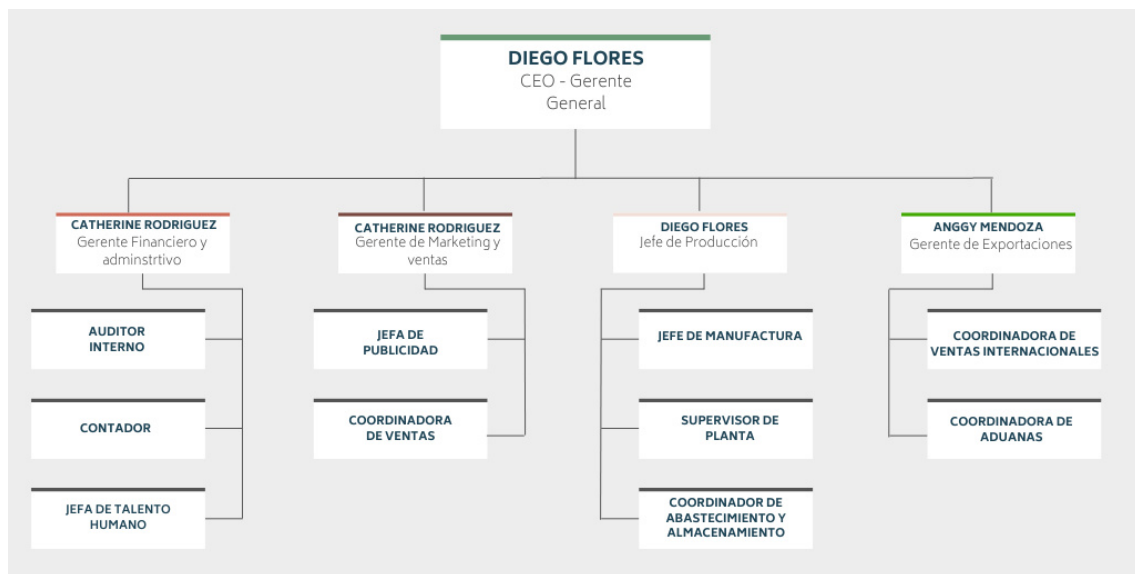 DIEGO FLORES
CEO - Gerente
General
CATHERINE RODRIGUEZ
Gerente Financiero y
adminstrtivo
CATHERINE RODRIGUEZ
Gerente de Marketing y
ventas
DIEGO FLORES
Jefe de Producción
ANGGY MENDOZA
Gerente de Exportaciones
AUDITOR
INTERNO
CONTADOR
JEFA DE TALENTO
HUMANO
JEFA DE
PUBLICIDAD
COORDINADORA
DE VENTAS
JEFE DE MANUFACTURA
SUPERVISOR DE
PLANTA
COORDINADOR DE
ABASTECIMIENTO Y
ALMACENAMIENTO
COORDINADORA DE
VENTAS INTERNACIONALES
COORDINADORA DE
ADUANAS